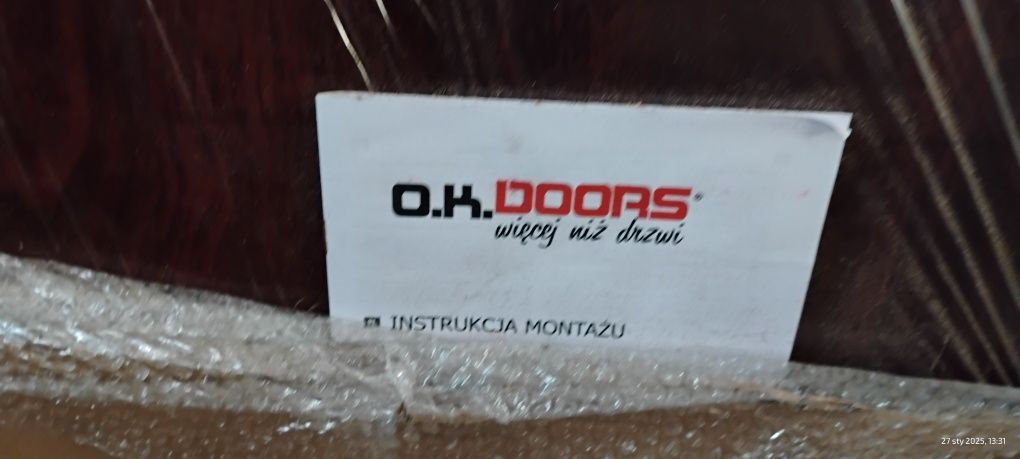 O.K.DOORS®
więcej niż drzwi
INSTRUKCJA MONTAŻU
27 sty 2025, 13:31